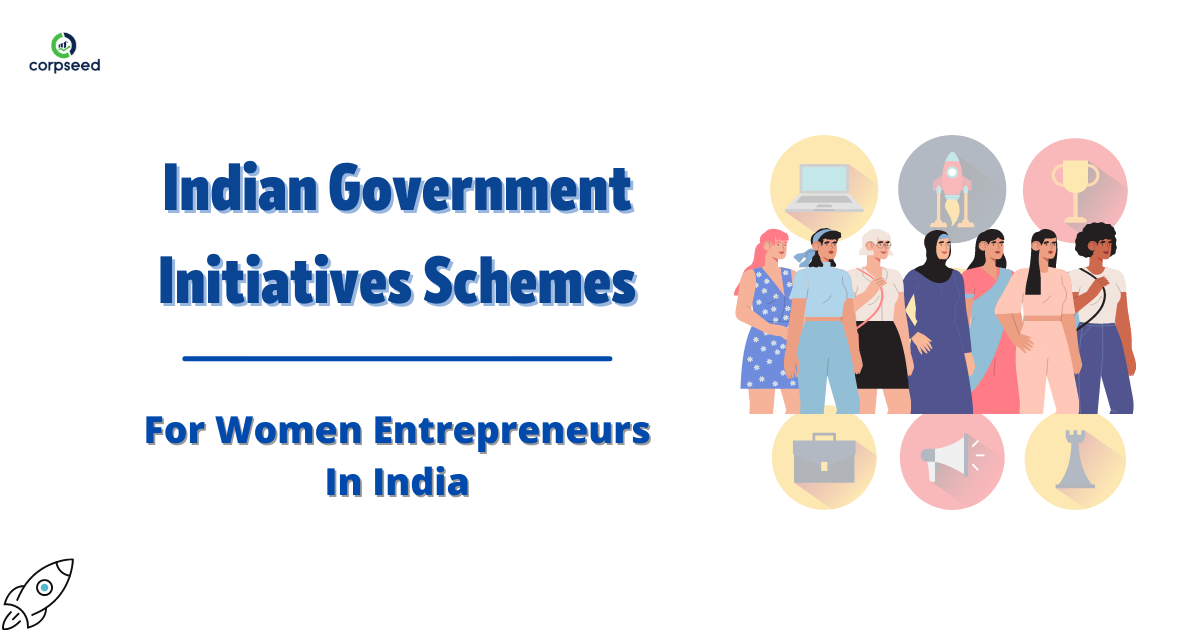 corpseed
Indian Government
Initiatives Schemes
For Women Entrepreneurs
In India